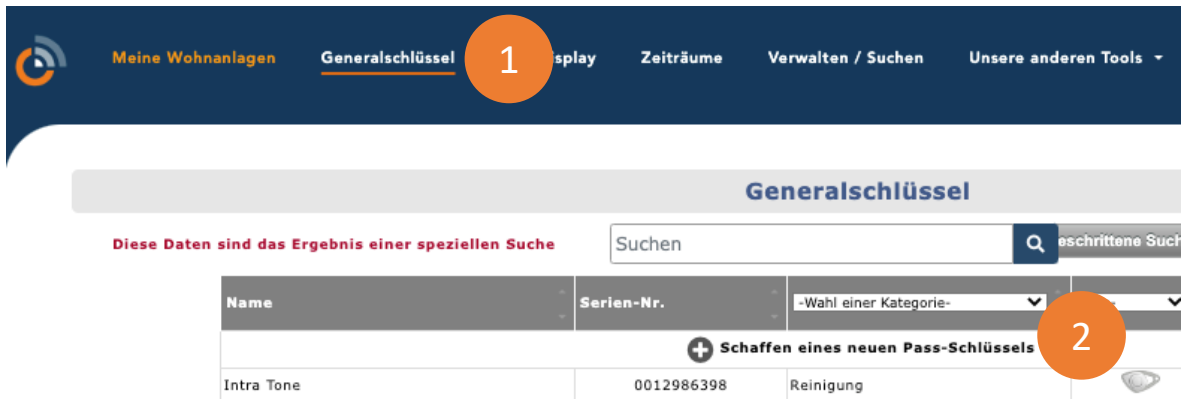 Meine Wohnanlagen Generalschlüssel 1 splay Zeiträume Verwalten / Suchen Unsere anderen Tools
Generalschlüssel
Diese Daten sind das Ergebnis einer speziellen Suche Suchen eschrittene Such
Name Serien-Nr. -Wahl einer Kategorie-
Schaffen eines neuen Pass-Schlüssels 2
Intra Tone 0012986398 Reinigung